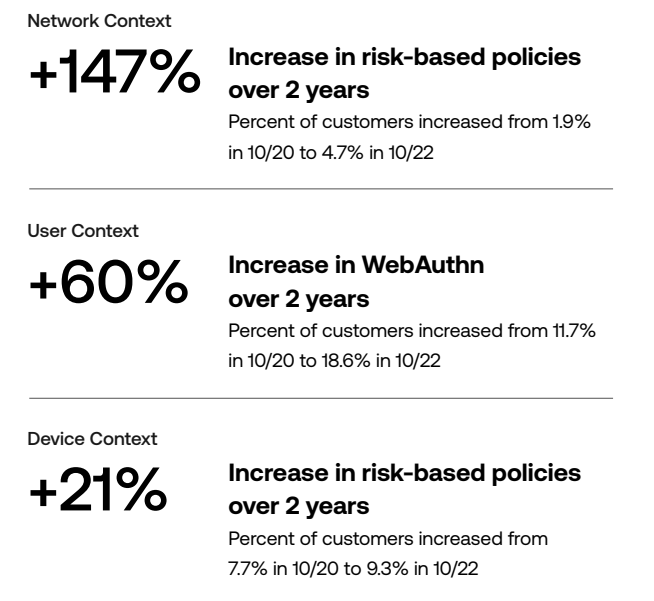 Network Context
+147%
Increase in risk-based policies
over 2 years
Percent of customers increased from 1.9%
in 10/20 to 4.7% in 10/22
User Context
+60%
Increase in WebAuthn
over 2 years
Percent of customers increased from 11.7%
in 10/20 to 18.6% in 10/22
Device Context
+21%
Increase in risk-based policies
over 2 years
Percent of customers increased from
7.7% in 10/20 to 9.3% in 10/22